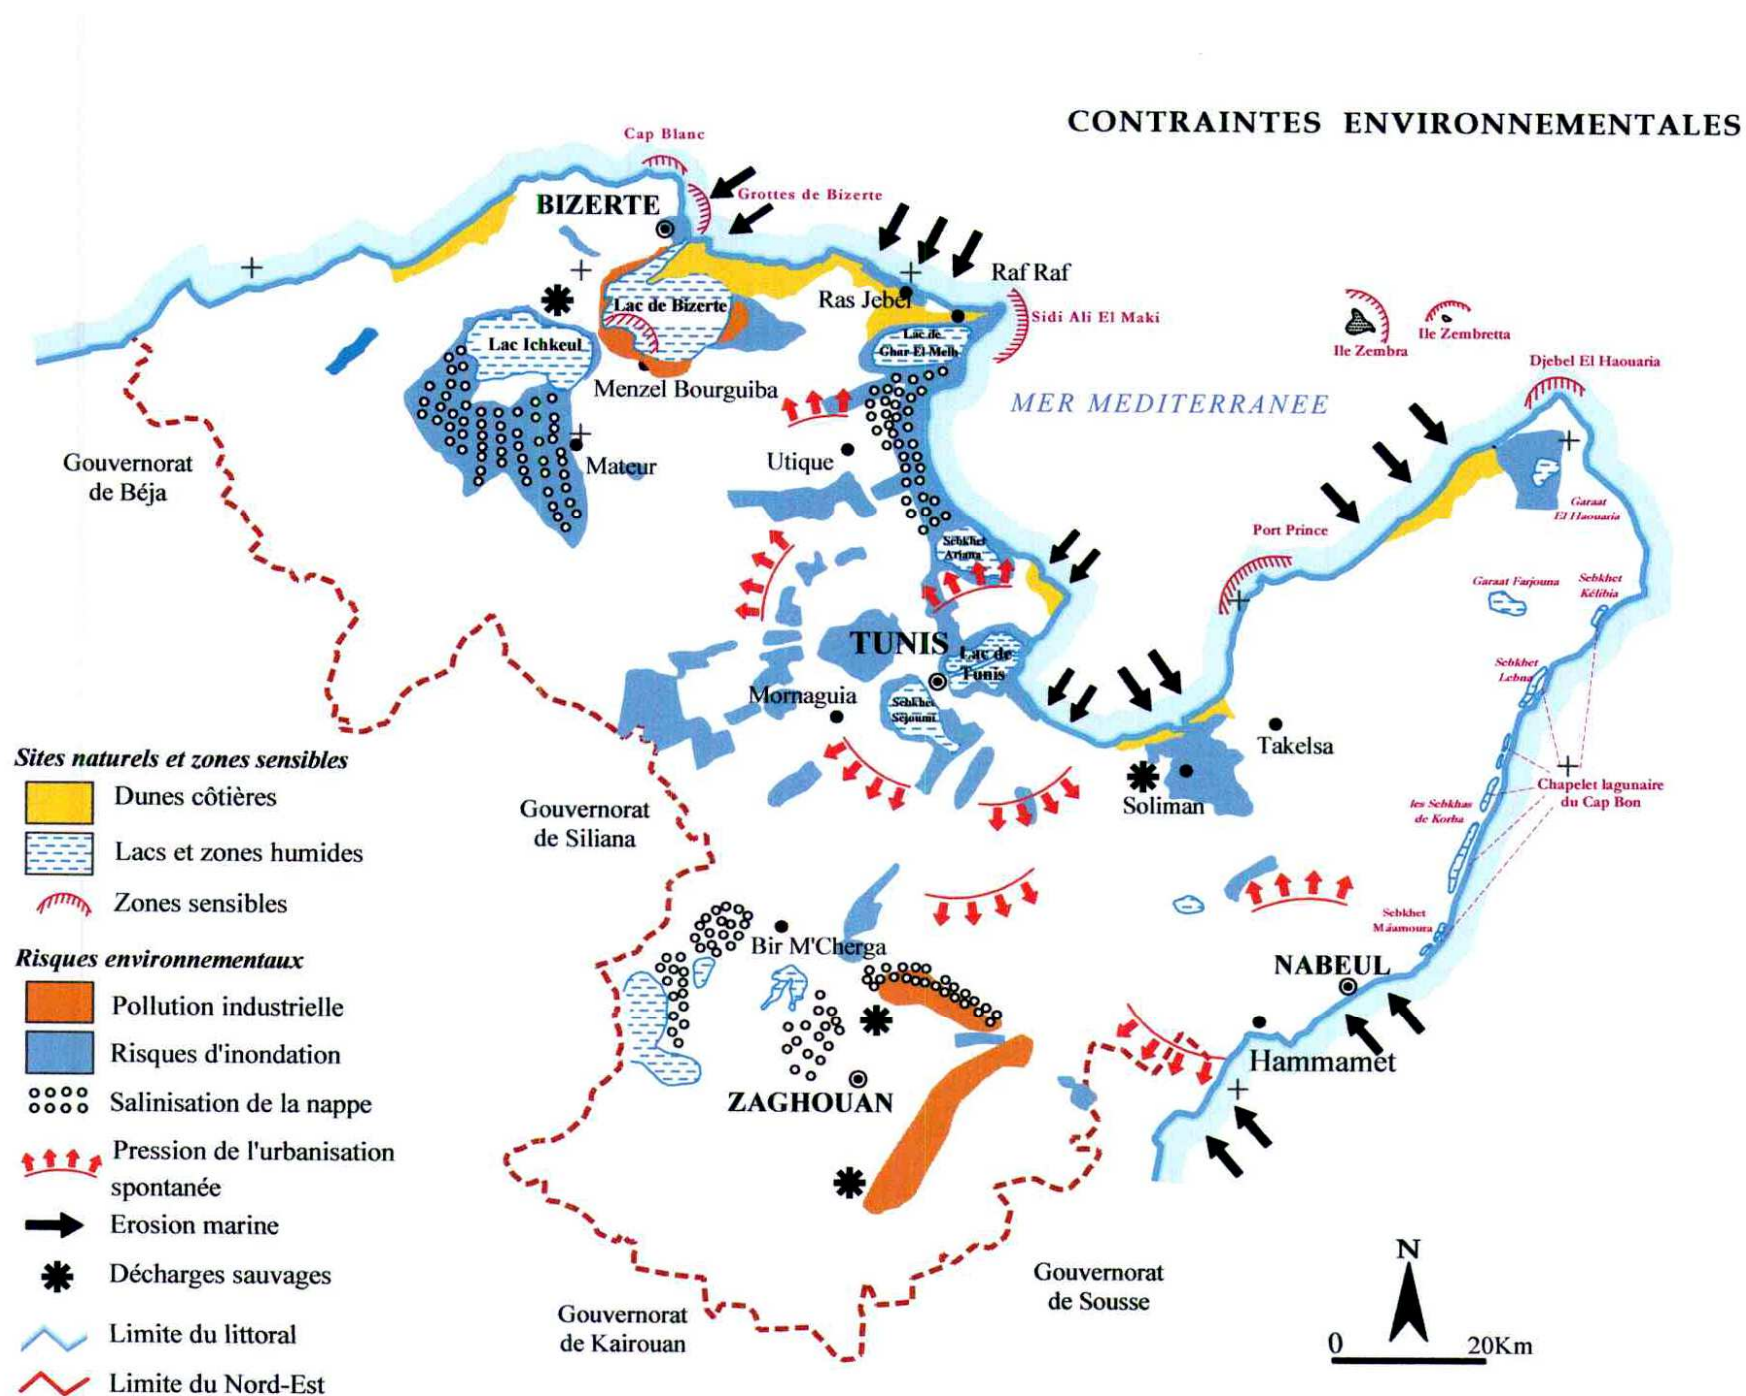 CONTRAINTES ENVIRONNEMENTALES
Cap Blanc
Grottes de Bizerte
BIZERTE
Raf Raf
Ras Jebel
Lac de Bizerte
Sidi Ali El Maki
Lac Ichkeul
Lac de
Ghar El Melh
Ile Zembra
Ile Zembretta
Djebel El Haouaria
Menzel Bourguiba
MER MEDITERRANEE
Gouvernorat
de Béja
Mateur
Utique
Garaat
El Haouaria
Port Prince
Sebkhet
Ariana
Garaat Farjouna
Sebkhet
Kélibia
TUNIS
Lac de
Tunis
Sebkhet
Lebna
Mornaguia
Sebkhet
Sejoumi
Takelsa
Soliman
Chapelet lagunaire
du Cap Bon
les Sebkhas
de Korba
Gouvernorat
de Siliana
Sebkhet
Mâamoura
Bir M'Cherga
NABEUL
Hammamet
ZAGHOUAN
Gouvernorat
de Sousse
Gouvernorat
de Kairouan
Sites naturels et zones sensibles
Dunes côtières
Lacs et zones humides
Zones sensibles
Risques environnementaux
Pollution industrielle
Risques d'inondation
Salinisation de la nappe
Pression de l'urbanisation
spontanée
Erosion marine
Décharges sauvages
Limite du littoral
Limite du Nord-Est
N
0 20Km